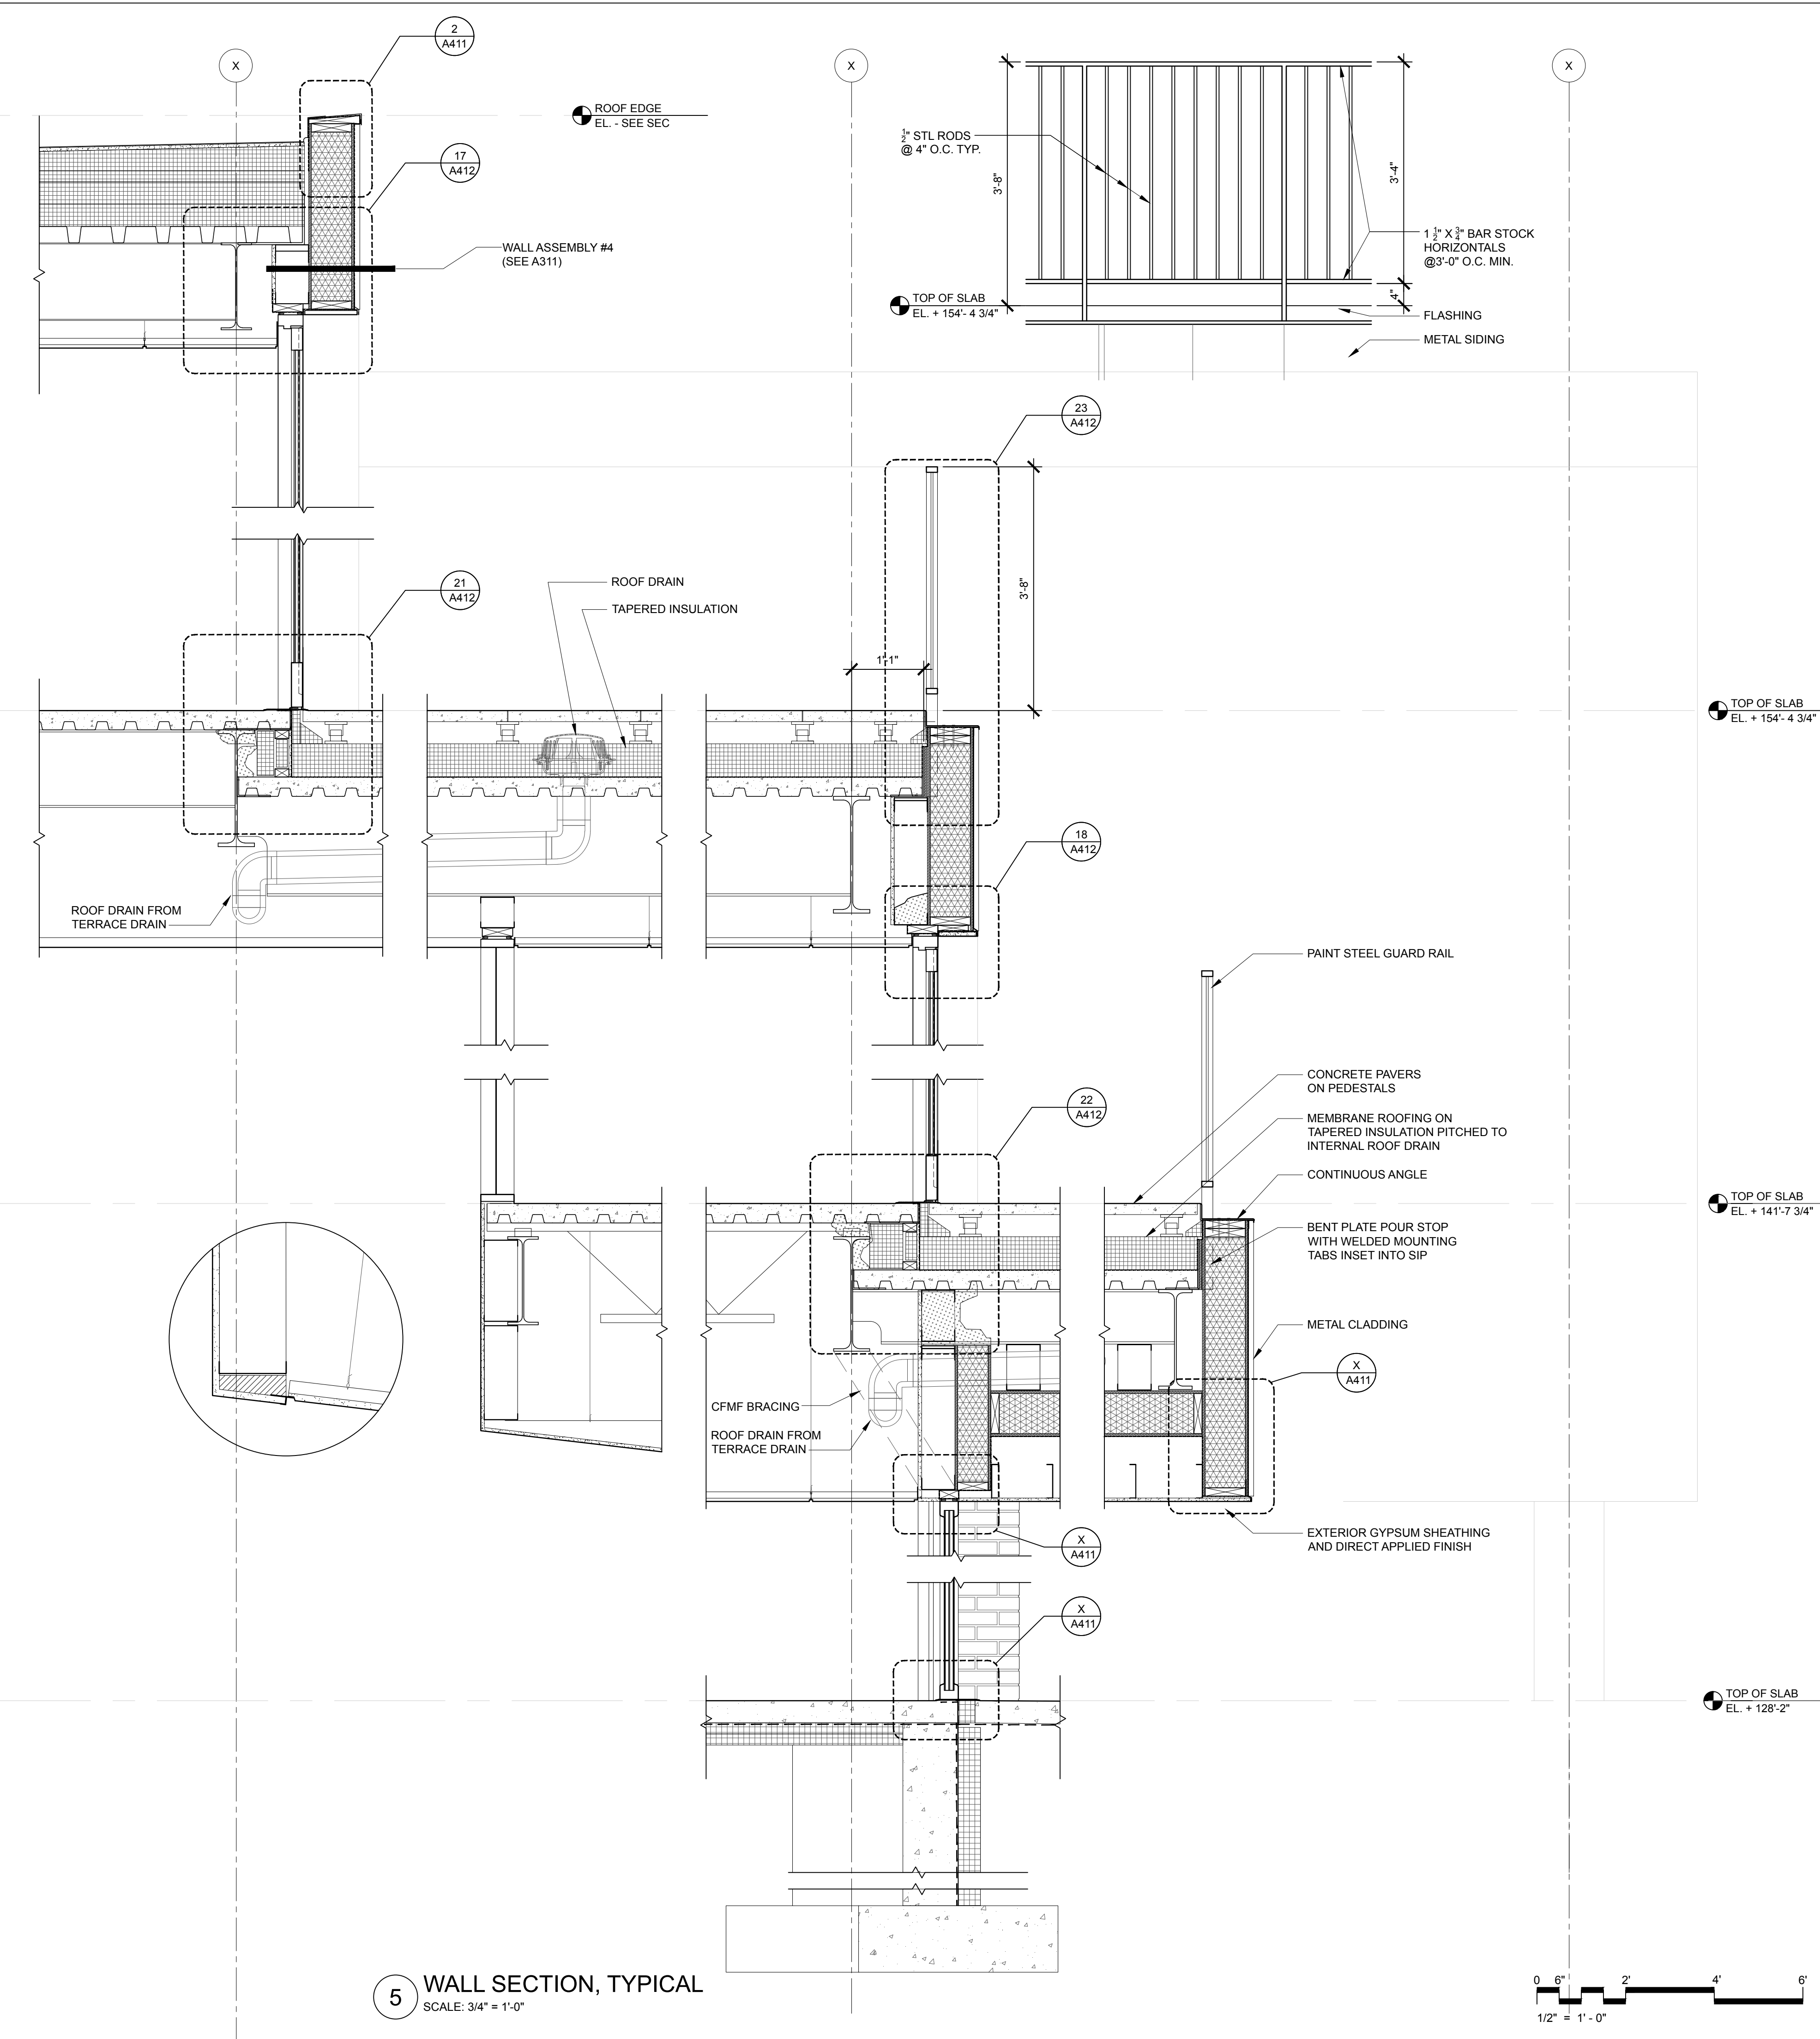 2
A411
X
X
X
ROOF EDGE
EL. - SEE SEC
17
A412
WALL ASSEMBLY #4
(SEE A311)
1/2" STL RODS
@ 4" O.C. TYP.
3'-8"
3'-4"
1 1/2" X 3/4" BAR STOCK
HORIZONTALS
@3'-0" O.C. MIN.
4"
TOP OF SLAB
EL. + 154'- 4 3/4"
FLASHING
METAL SIDING
23
A412
21
A412
ROOF DRAIN
TAPERED INSULATION
3'-8"
1'-1"
TOP OF SLAB
EL. + 154'- 4 3/4"
18
A412
ROOF DRAIN FROM
TERRACE DRAIN
PAINT STEEL GUARD RAIL
CONCRETE PAVERS
ON PEDESTALS
22
A412
MEMBRANE ROOFING ON
TAPERED INSULATION PITCHED TO
INTERNAL ROOF DRAIN
CONTINUOUS ANGLE
TOP OF SLAB
EL. + 141'-7 3/4"
BENT PLATE POUR STOP
WITH WELDED MOUNTING
TABS INSET INTO SIP
METAL CLADDING
X
A411
CFMF BRACING
ROOF DRAIN FROM
TERRACE DRAIN
EXTERIOR GYPSUM SHEATHING
AND DIRECT APPLIED FINISH
X
A411
X
A411
TOP OF SLAB
EL. + 128'-2"
5
WALL SECTION, TYPICAL
SCALE: 3/4" = 1'-0"
0 6" 2' 4' 6'
1/2" = 1' - 0"